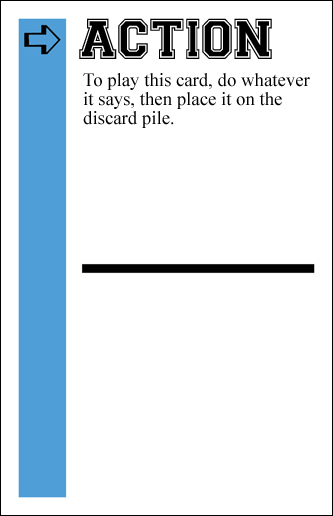 ACTION
To play this card, do whatever
it says, then place it on the
discard pile.